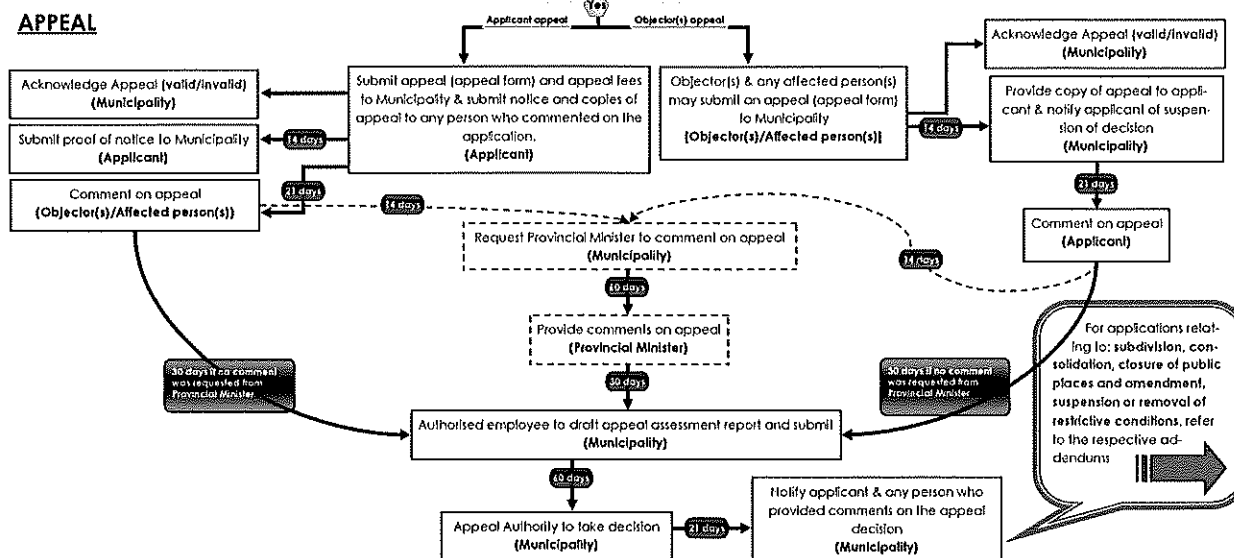 Yes
Applicant appeal
Objector(s) appeal
APPEAL
Acknowledge Appeal (valid/invalid)
(Municipality)
Submit proof of notice to Municipality
(Applicant)
Comment on appeal
(Objector(s)/Affected person(s))
Submit appeal (appeal form) and appeal fees
to Municipality & submit notice and copies of
appeal to any person who commented on the
application.
(Applicant)
14 days
21 days
Objector(s) & any affected person(s)
may submit an appeal (appeal form)
to Municipality
(Objector(s)/Affected person(s))
Acknowledge Appeal (valid/invalid)
(Municipality)
14 days
Provide copy of appeal to appli-
cant & notify applicant of suspen-
sion of decision
(Municipality)
21 days
Comment on appeal
(Applicant)
14 days
14 days
Request Provincial Minister to comment on appeal
(Municipality)
60 days
Provide comments on appeal
(Provincial Minister)
30 days
30 days if no comment
was requested from
Provincial Minister
30 days if no comment
was requested from
Provincial Minister
Authorised employee to draft appeal assessment report and submit
(Municipality)
60 days
Appeal Authority to take decision
(Municipality)
21 days
Notify applicant & any person who
provided comments on the appeal
decision
(Municipality)
For applications relat-
ing to: subdivision, con-
solidation, closure of public
places and amendment,
suspension or removal of
restrictive conditions, refer
to the respective ad-
dendums